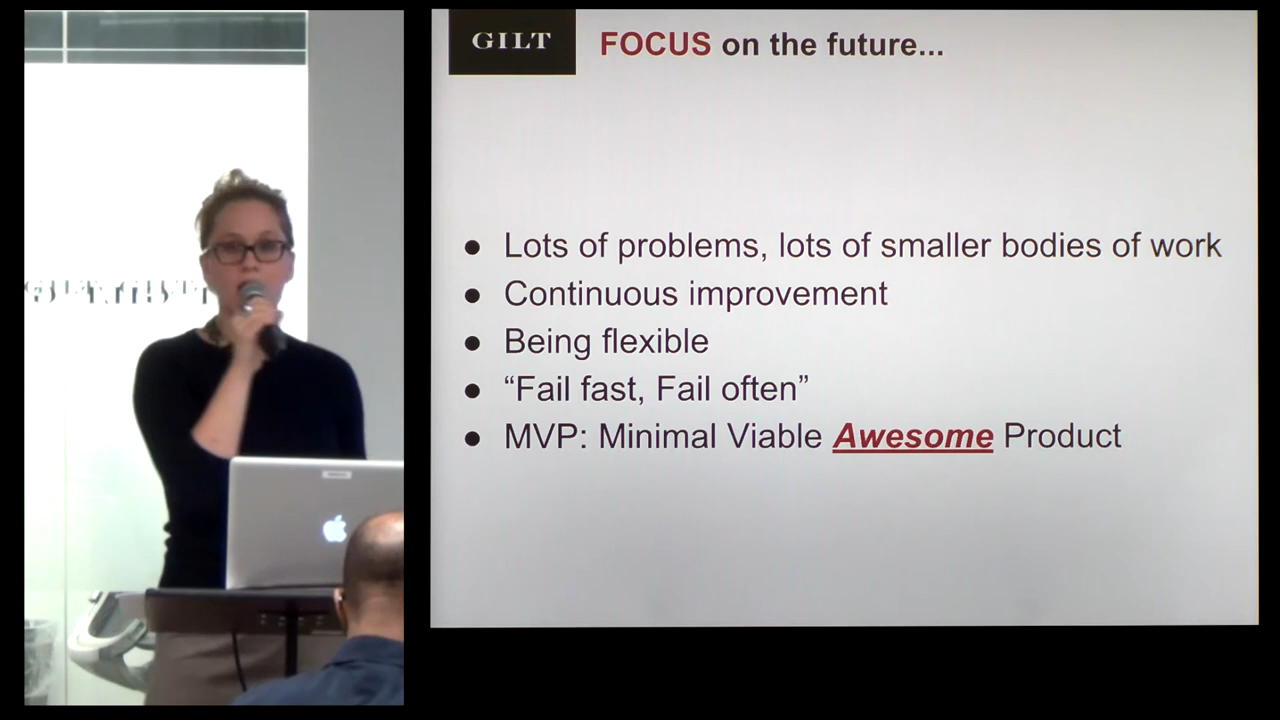 GILT
FOCUS on the future...
● Lots of problems, lots of smaller bodies of work
● Continuous improvement
● Being flexible
● “Fail fast, Fail often”
● MVP: Minimal Viable Awesome Product